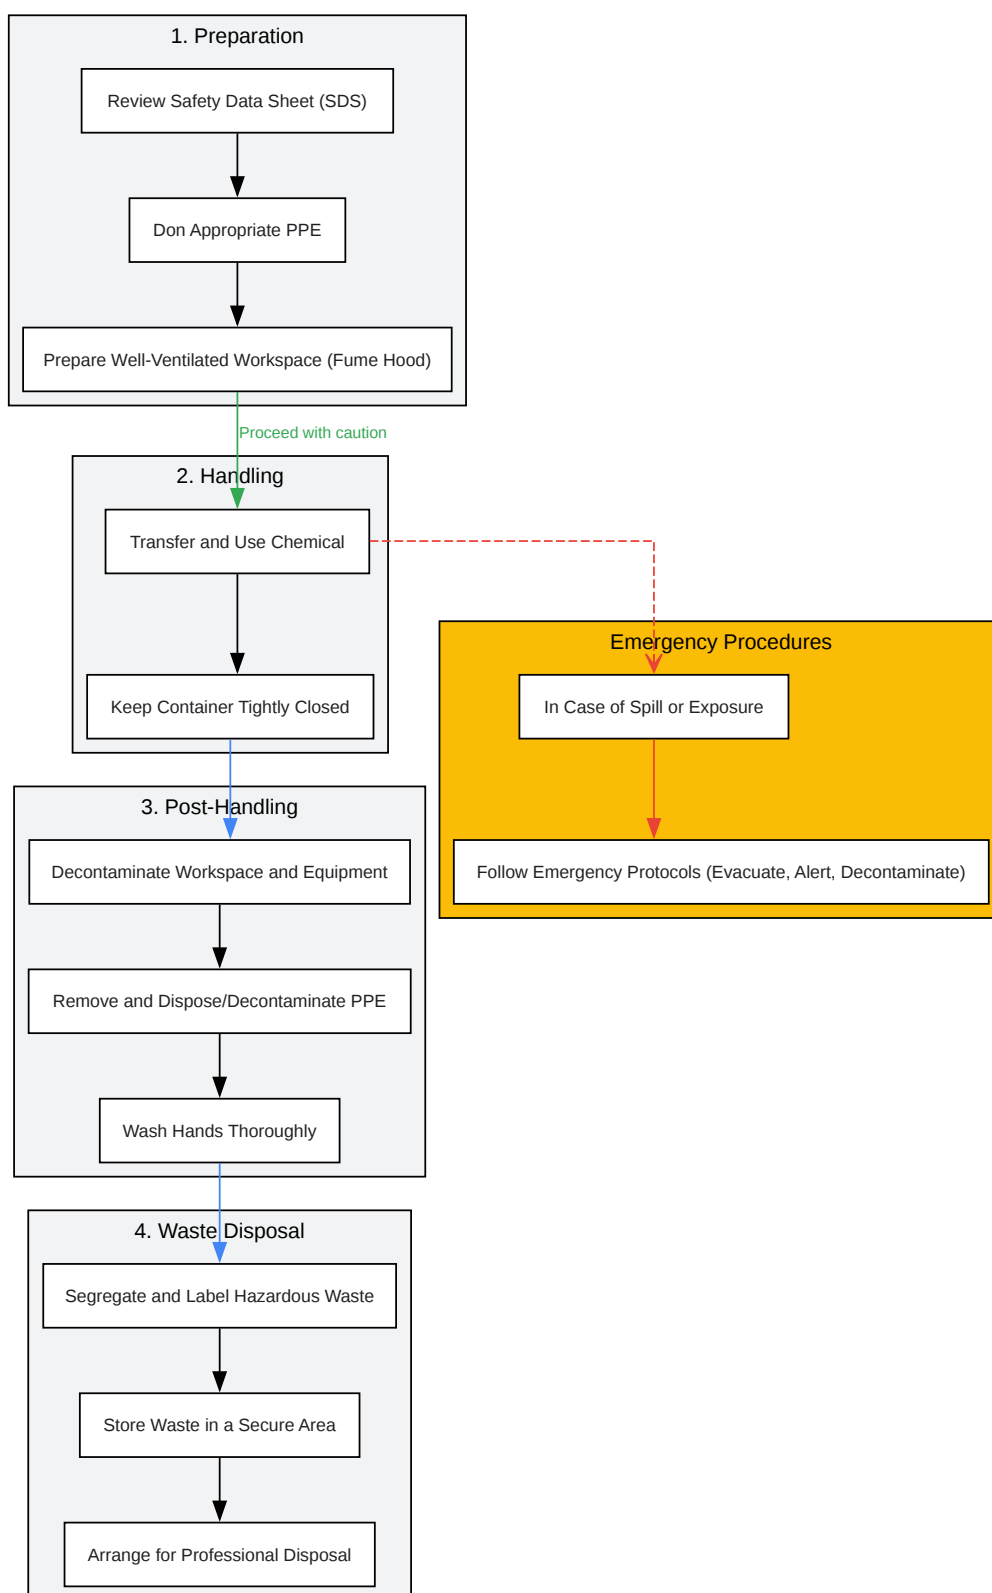 1. Preparation
Review Safety Data Sheet (SDS)
Don Appropriate PPE
Prepare Well-Ventilated Workspace (Fume Hood)
Proceed with caution
2. Handling
Transfer and Use Chemical
Keep Container Tightly Closed
Emergency Procedures
In Case of Spill or Exposure
Follow Emergency Protocols (Evacuate, Alert, Decontaminate)
3. Post-Handling
Decontaminate Workspace and Equipment
Remove and Dispose/Decontaminate PPE
Wash Hands Thoroughly
4. Waste Disposal
Segregate and Label Hazardous Waste
Store Waste in a Secure Area
Arrange for Professional Disposal